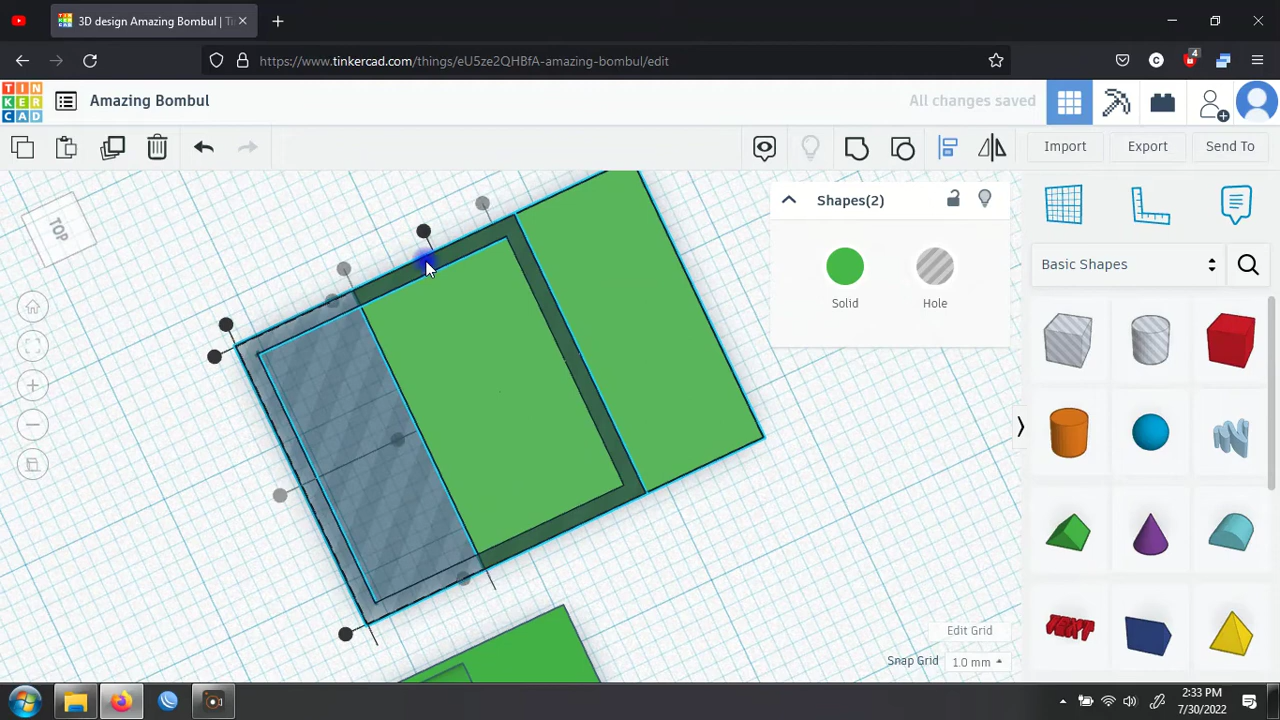 3D design Amazing Bombul | Ti
https://www.tinkercad.com/things/eU5ze2QHBfA-amazing-bombul/edit
4
TIN
KER
CAD
Amazing Bombul
All changes saved
Import
Export
Send To
TOP
Shapes(2)
Solid
Hole
Basic Shapes
TEXT
Edit Grid
Snap Grid
1.0 mm
2:33 PM
7/30/2022